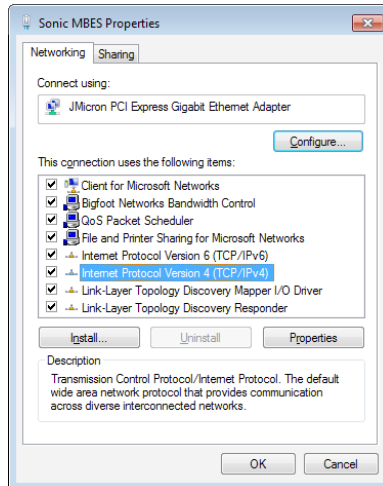 Sonic MBES Properties
Networking
Sharing
Connect using:
JMicron PCI Express Gigabit Ethernet Adapter
Configure...
This connection uses the following items:
Client for Microsoft Networks
Bigfoot Networks Bandwidth Control
QoS Packet Scheduler
File and Printer Sharing for Microsoft Networks
Internet Protocol Version 6 (TCP/IPv6)
Internet Protocol Version 4 (TCP/IPv4)
Link-Layer Topology Discovery Mapper I/O Driver
Link-Layer Topology Discovery Responder
Install...
Uninstall
Properties
Description
Transmission Control Protocol/Internet Protocol. The default
wide area network protocol that provides communication
across diverse interconnected networks.
OK
Cancel